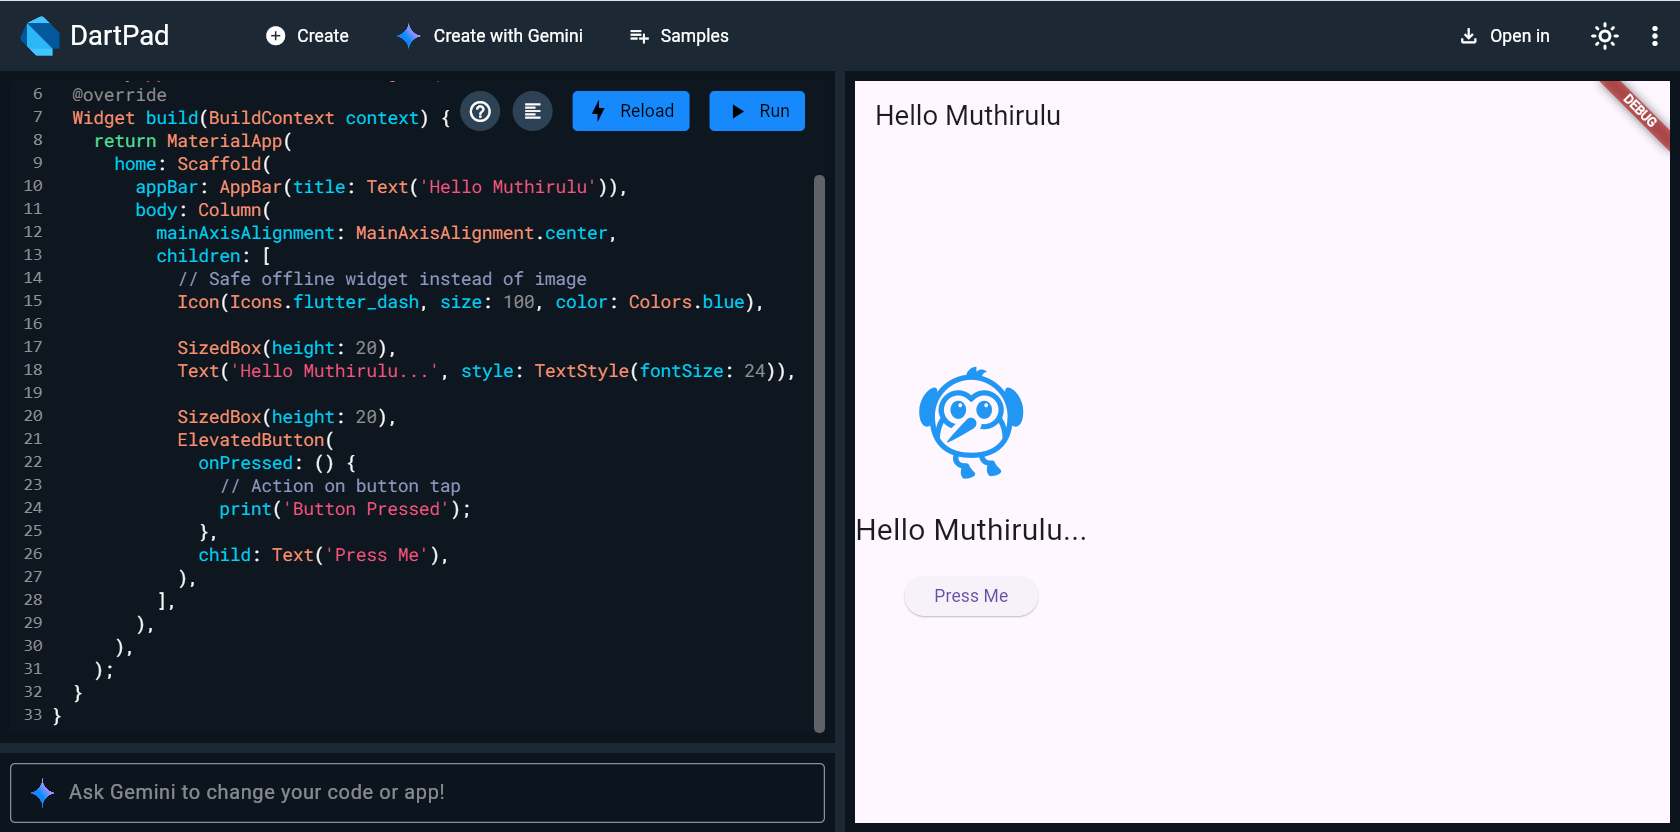 DartPad
Create
Create with Gemini
Samples
Open in
6 @override
7 Widget build(BuildContext context) {
Reload
Run
8 return MaterialApp(
9 home: Scaffold(
10 appBar: AppBar(title: Text('Hello Muthirulu')),
11 body: Column(
12 mainAxisAlignment: MainAxisAlignment.center,
13 children: [
14 // Safe offline widget instead of image
15 Icon(Icons.flutter_dash, size: 100, color: Colors.blue),
16
17 SizedBox(height: 20),
18 Text('Hello Muthirulu...', style: TextStyle(fontSize: 24)),
19
20 SizedBox(height: 20),
21 ElevatedButton(
22 onPressed: () {
23 // Action on button tap
24 print('Button Pressed');
25 },
26 child: Text('Press Me'),
27 ),
28 ],
29 ),
30 ),
31 );
32 }
33 }
Ask Gemini to change your code or app!
Hello Muthirulu
DEBUG
Hello Muthirulu...
Press Me